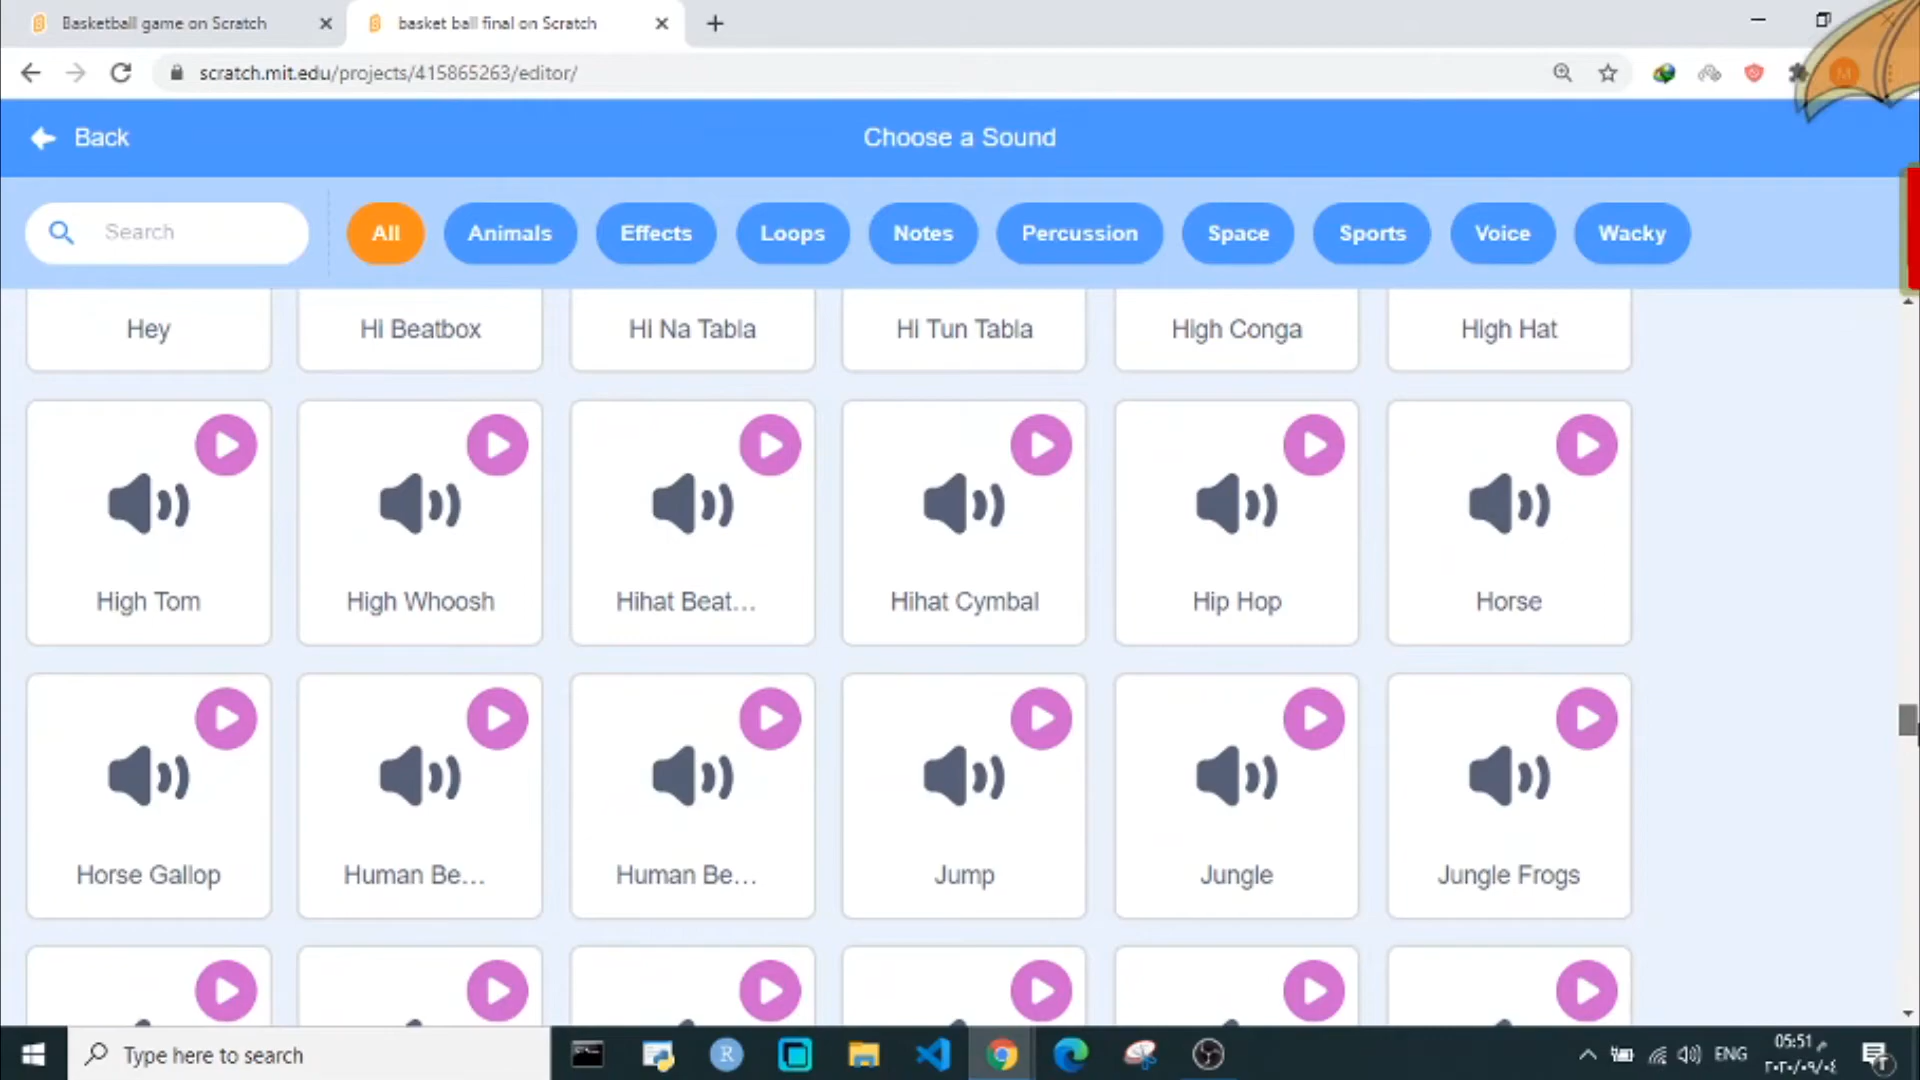 Basketball game on Scratch
basket ball final on Scratch
scratch.mit.edu/projects/415865263/editor/
M
Back
Choose a Sound
Search
All
Animals
Effects
Loops
Notes
Percussion
Space
Sports
Voice
Wacky
Hey
Hi Beatbox
Hi Na Tabla
Hi Tun Tabla
High Conga
High Hat
High Tom
High Whoosh
Hihat Beat...
Hihat Cymbal
Hip Hop
Horse
Horse Gallop
Human Be...
Human Be...
Jump
Jungle
Jungle Frogs
Type here to search
R
ENG
05:51 م
٢٠٢٠/٠٩/٠٤